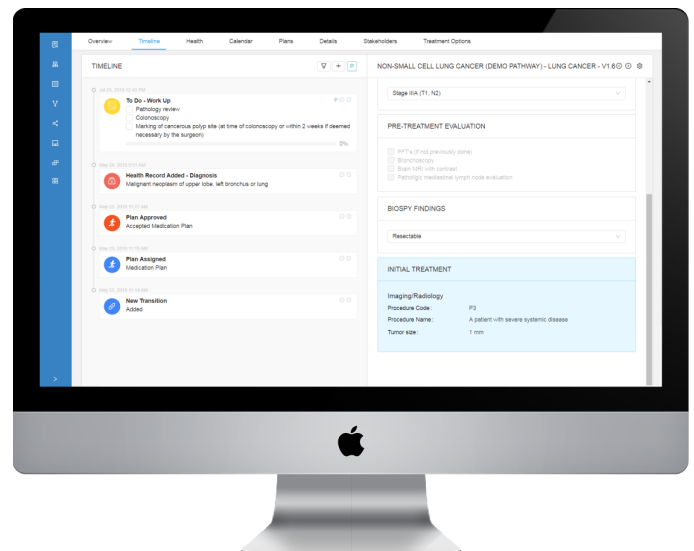 Overview Timeline Health Calendar Plans Details Stakeholders Treatment Options
TIMELINE
P
To Do - Work Up
P
Pathology review
Colonoscopy
Marking of cancerous polyp site (at time of colonoscopy or within 2 weeks if deemed
necessary by the surgeon)
0%
Health Record Added - Diagnosis
Malignant neoplasm of upper lobe, left bronchus or lung
Plan Approved
Accepted Medication Plan
Plan Assigned
Medication Plan
New Transition
Added
NON-SMALL CELL LUNG CANCER (DEMO PATHWAY) - LUNG CANCER - V1.6
Stage IIIA (T1, N2)
PRE-TREATMENT EVALUATION
PFT's (if not previously done)
Bronchoscopy
Brain MRI with contrast
Pathologic mediastinal lymph node evaluation
BIOSPY FINDINGS
Resectable
INITIAL TREATMENT
Imaging/Radiology
Procedure Code: P3
Procedure Name: A patient with severe systemic disease
Tumor size: 1 mm